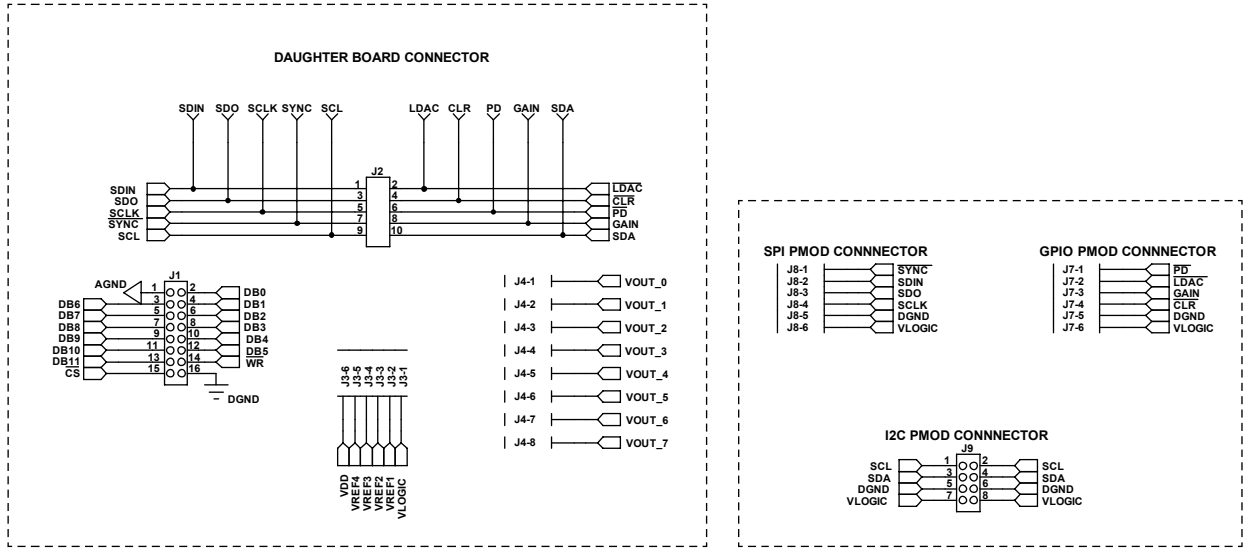 DAUGHTER BOARD CONNECTOR
SDIN SDO SCLK SYNC SCL LDAC CLR PD GAIN SDA
J2
SDIN 1 2 LDAC
SDO 3 4 CLR
SCLK 5 6 PD
SYNC 7 8 GAIN
SCL 9 10 SDA
J1
AGND 1 2 DB0
DB6 3 4 DB1
DB7 5 6 DB2
DB8 7 8 DB3
DB9 9 10 DB4
DB10 11 12 DB5
DB11 13 14 WR
CS 15 16
DGND
J3-6 J3-5 J3-4 J3-3 J3-2 J3-1
VDD VREF4 VREF3 VREF2 VREF1 VLOGIC
J4-1 VOUT_0
J4-2 VOUT_1
J4-3 VOUT_2
J4-4 VOUT_3
J4-5 VOUT_4
J4-6 VOUT_5
J4-7 VOUT_6
J4-8 VOUT_7
SPI PMOD CONNNECTOR
J8-1 SYNC
J8-2 SDIN
J8-3 SDO
J8-4 SCLK
J8-5 DGND
J8-6 VLOGIC
GPIO PMOD CONNNECTOR
J7-1 PD
J7-2 LDAC
J7-3 GAIN
J7-4 CLR
J7-5 DGND
J7-6 VLOGIC
I2C PMOD CONNNECTOR
J9
SCL 1 2 SCL
SDA 3 4 SDA
DGND 5 6 DGND
VLOGIC 7 8 VLOGIC